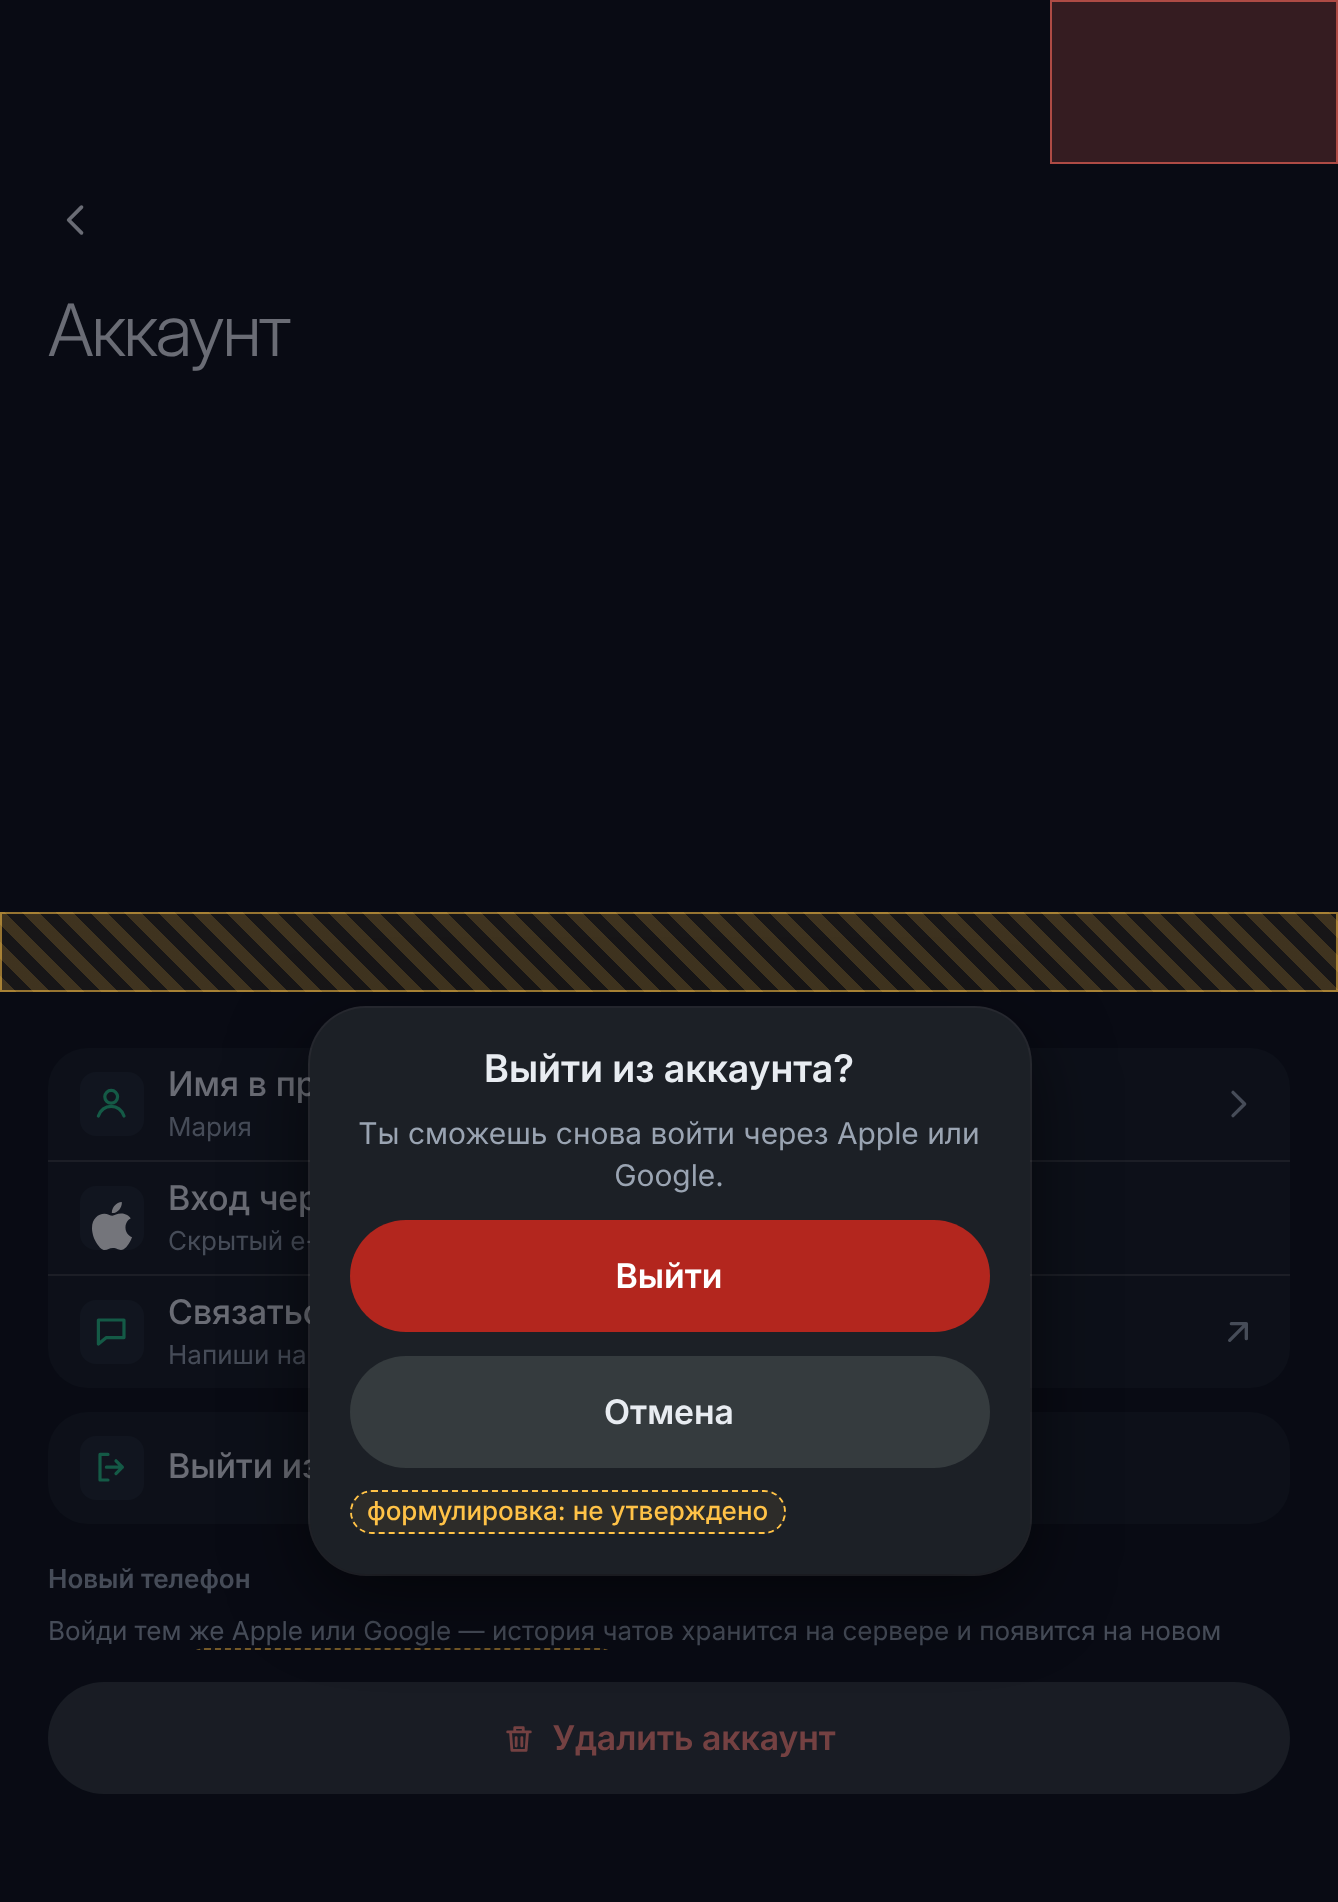 Аккаунт
Имя в пр
Мария
Вход чер
Скрытый e-
Связатьс
Напиши на
Выйти из
Выйти из аккаунта?
Ты сможешь снова войти через Apple или
Google.
Выйти
Отмена
формулировка: не утверждено
Новый телефон
Войди тем же Apple или Google — история чатов хранится на сервере и появится на новом
Удалить аккаунт